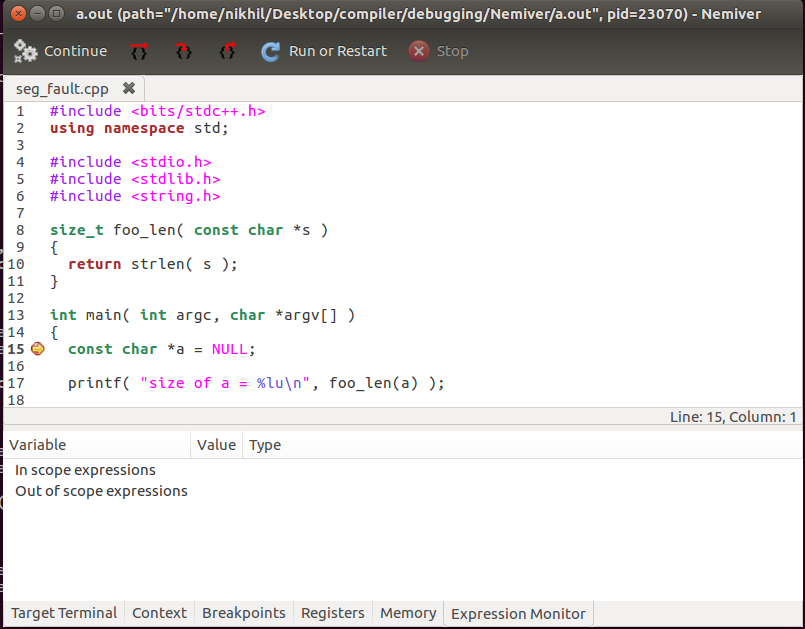 a.out (path="/home/nikhil/Desktop/compiler/debugging/Nemiver/a.out", pid=23070) - Nemiver
Continue Run or Restart Stop
seg_fault.cpp
1 #include <bits/stdc++.h>
2 using namespace std;
3
4 #include <stdio.h>
5 #include <stdlib.h>
6 #include <string.h>
7
8 size_t foo_len( const char *s )
9 {
10   return strlen( s );
11 }
12
13 int main( int argc, char *argv[] )
14 {
15   const char *a = NULL;
16
17   printf( "size of a = %lu\n", foo_len(a) );
18
Line: 15, Column: 1
Variable Value Type
In scope expressions
Out of scope expressions
Target Terminal Context Breakpoints Registers Memory Expression Monitor